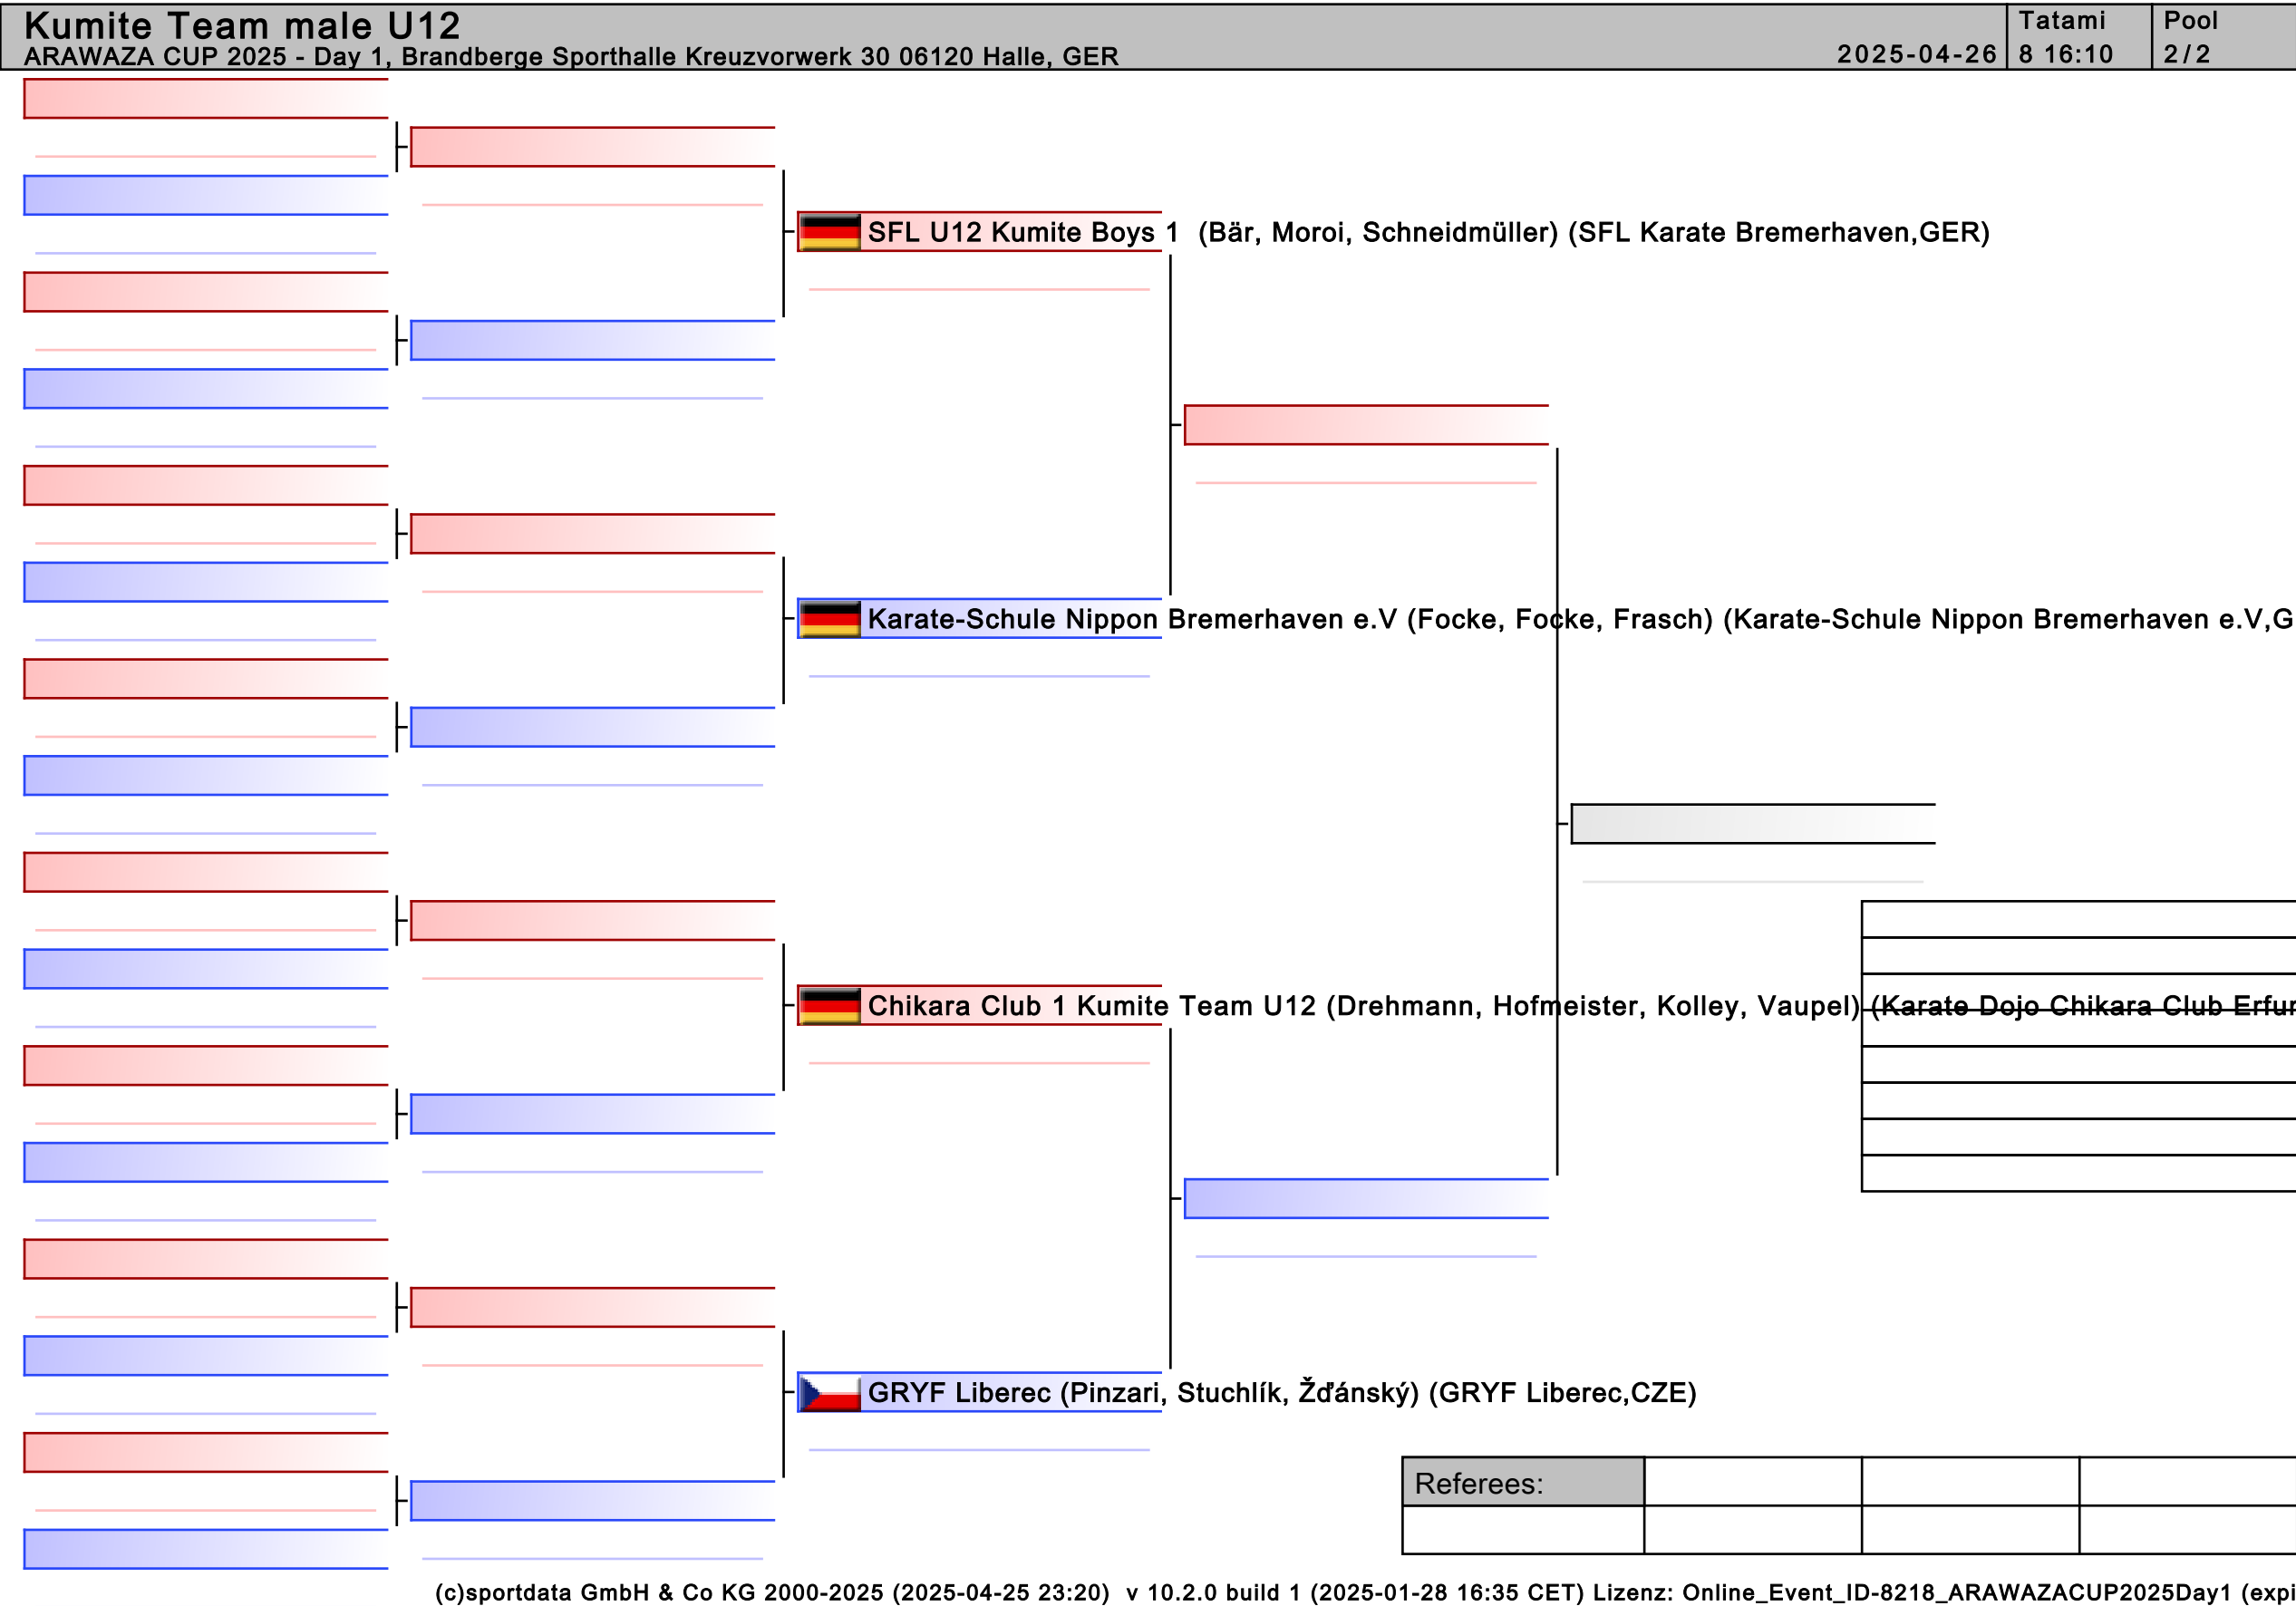 Kumite Team male U12
ARAWAZA CUP 2025 - Day 1, Brandberge Sporthalle Kreuzvorwerk 30 06120 Halle, GER
2025-04-26
Tatami
8 16:10
Pool
2/2
SFL U12 Kumite Boys 1 (Bär, Moroi, Schneidmüller) (SFL Karate Bremerhaven,GER)
Karate-Schule Nippon Bremerhaven e.V (Focke, Focke, Frasch) (Karate-Schule Nippon Bremerhaven e.V,G
Chikara Club 1 Kumite Team U12 (Drehmann, Hofmeister, Kolley, Vaupel) (Karate Dojo Chikara Club Erfur
GRYF Liberec (Pinzari, Stuchlík, Žďánský) (GRYF Liberec,CZE)
Referees:
(c)sportdata GmbH & Co KG 2000-2025 (2025-04-25 23:20) v 10.2.0 build 1 (2025-01-28 16:35 CET) Lizenz: Online_Event_ID-8218_ARAWAZACUP2025Day1 (expi